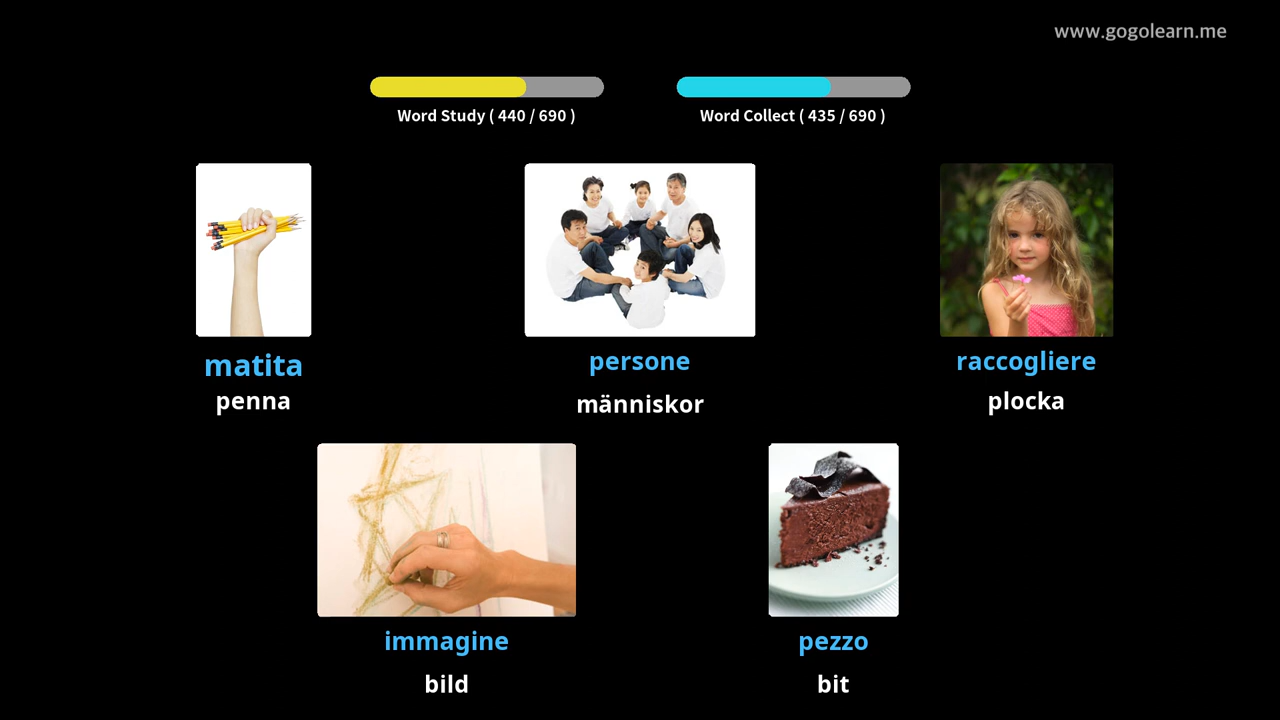 www.gogolearn.me
Word Study ( 440 / 690 )
Word Collect ( 435 / 690 )
matita
penna
persone
människor
raccogliere
plocka
immagine
bild
pezzo
bit